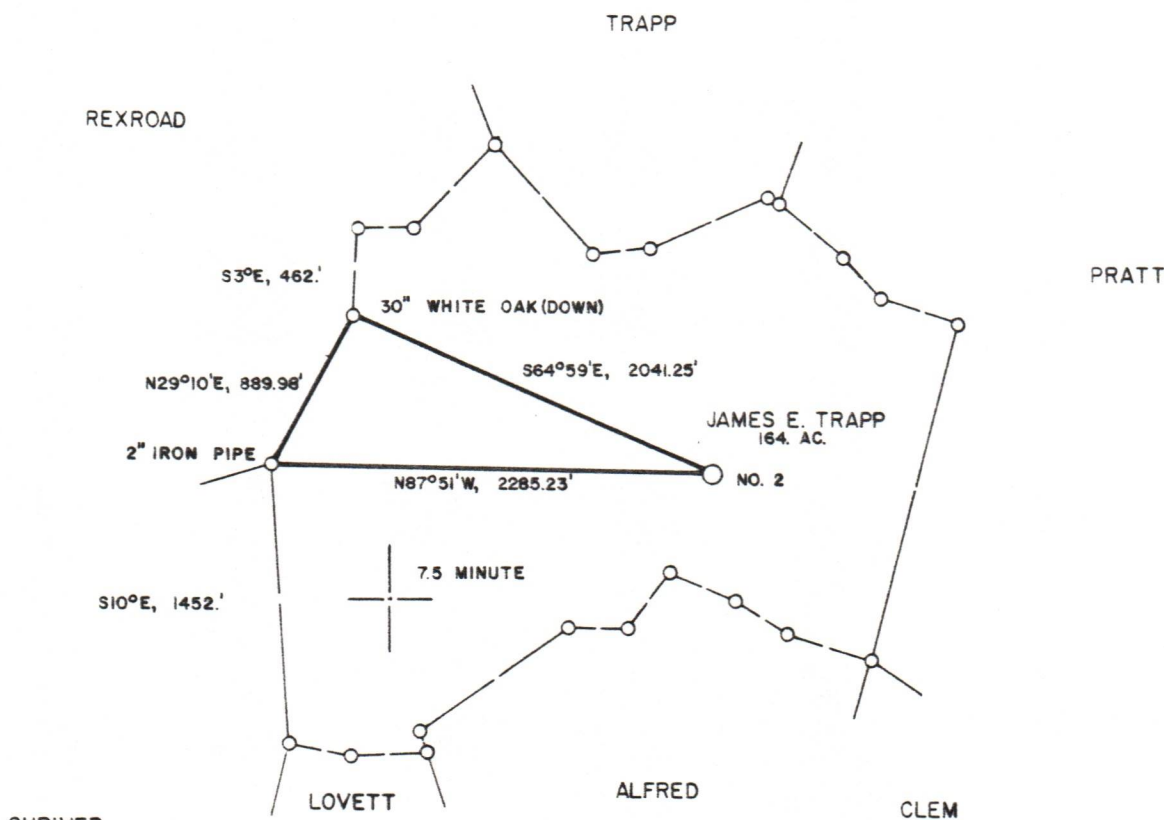 TRAPP
REXROAD
S3°E, 462.'
30" WHITE OAK (DOWN)
PRATT
S64°59'E, 2041.25'
N29°10'E, 889.98'
JAMES E. TRAPP
164. AC.
2" IRON PIPE
NO. 2
N87°51'W, 2285.23'
7.5 MINUTE
S10°E, 1452.'
ALFRED
LOVETT
CLEM